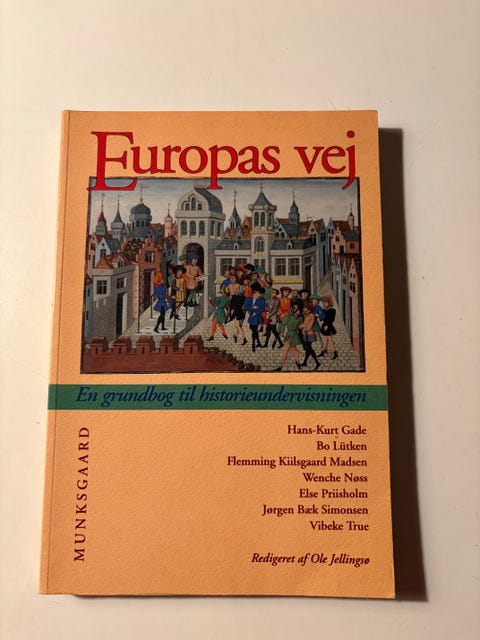 Europas vej
En grundbog til historieundervisningen
Hans-Kurt Gade
Bo Lütken
Flemming Kiilsgaard Madsen
Wenche Nøss
Else Priisholm
Jørgen Bæk Simonsen
Vibeke True
Redigeret af Ole Jellingsø
MUNKSGAARD